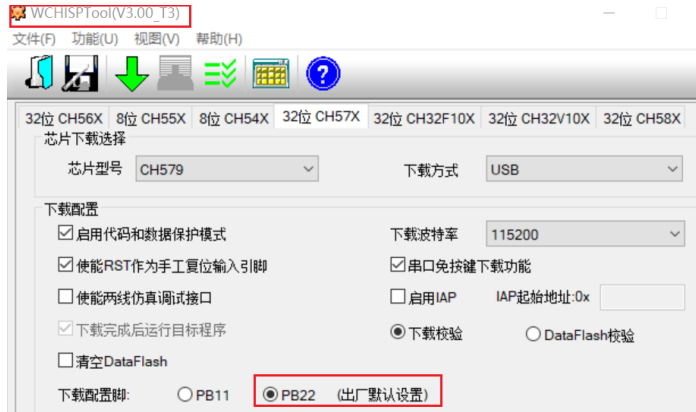 WCHISPTool(V3.00_T3)
文件(F) 功能(U) 视图(V) 帮助(H)
32位 CH56X 8位 CH55X 8位 CH54X 32位 CH57X 32位 CH32F10X 32位 CH32V10X 32位 CH58X
芯片下载选择
芯片型号 CH579 下载方式 USB
下载配置
启用代码和数据保护模式 下载波特率 115200
使能RST作为手工复位输入引脚 串口免按键下载功能
使能两线仿真调试接口 启用IAP IAP起始地址:0x
下载完成后运行目标程序 下载校验 DataFlash校验
清空DataFlash
下载配置脚: PB11 PB22 (出厂默认设置)